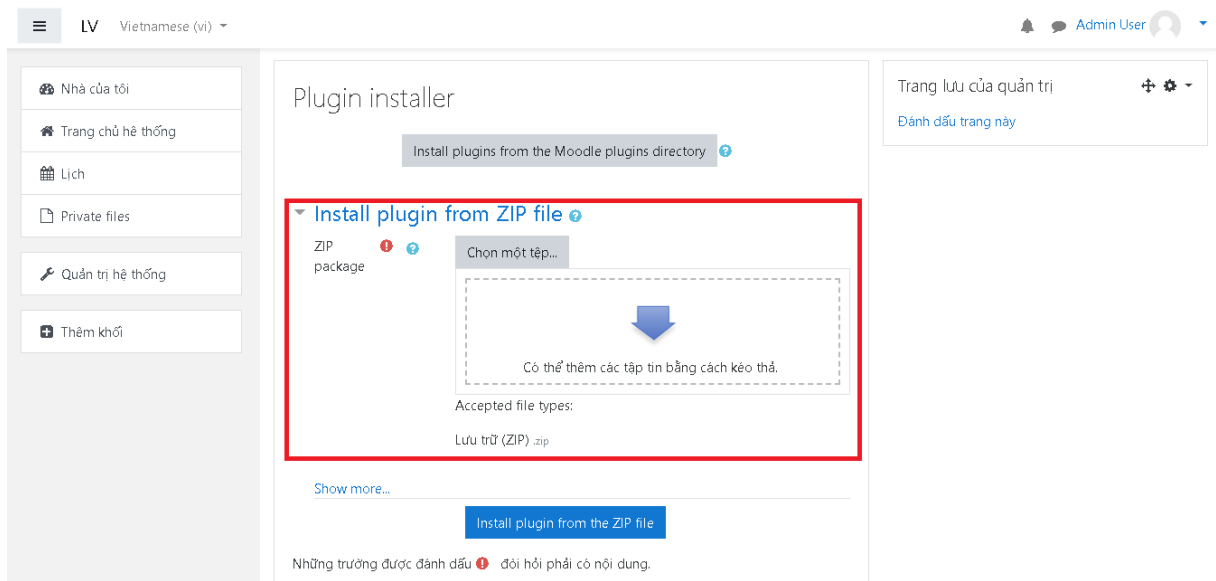 LV Vietnamese (vi)
Admin User
Nhà của tôi
Trang chủ hệ thống
Lịch
Private files
Quản trị hệ thống
Thêm khối
Plugin installer
Install plugins from the Moodle plugins directory
Install plugin from ZIP file
ZIP
package
Chọn một tệp...
Có thể thêm các tập tin bằng cách kéo thả.
Accepted file types:
Lưu trữ (ZIP) .zip
Show more...
Install plugin from the ZIP file
Những trường được đánh dấu đòi hỏi phải có nội dung.
Trang lưu của quản trị
Đánh dấu trang này